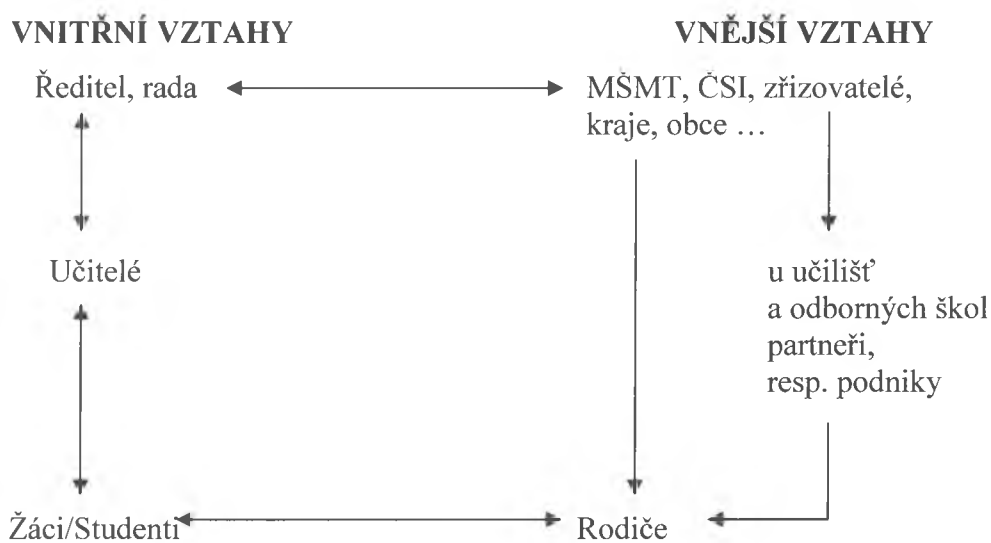 VNITŘNÍ VZTAHY
VNĚJŠÍ VZTAHY
Ředitel, rada
MŠMT, ČSI, zřizovatelé,
kraje, obce ...
Učitelé
u učilišť
a odborných škol
partneři,
resp. podniky
Žáci/Studenti
Rodiče